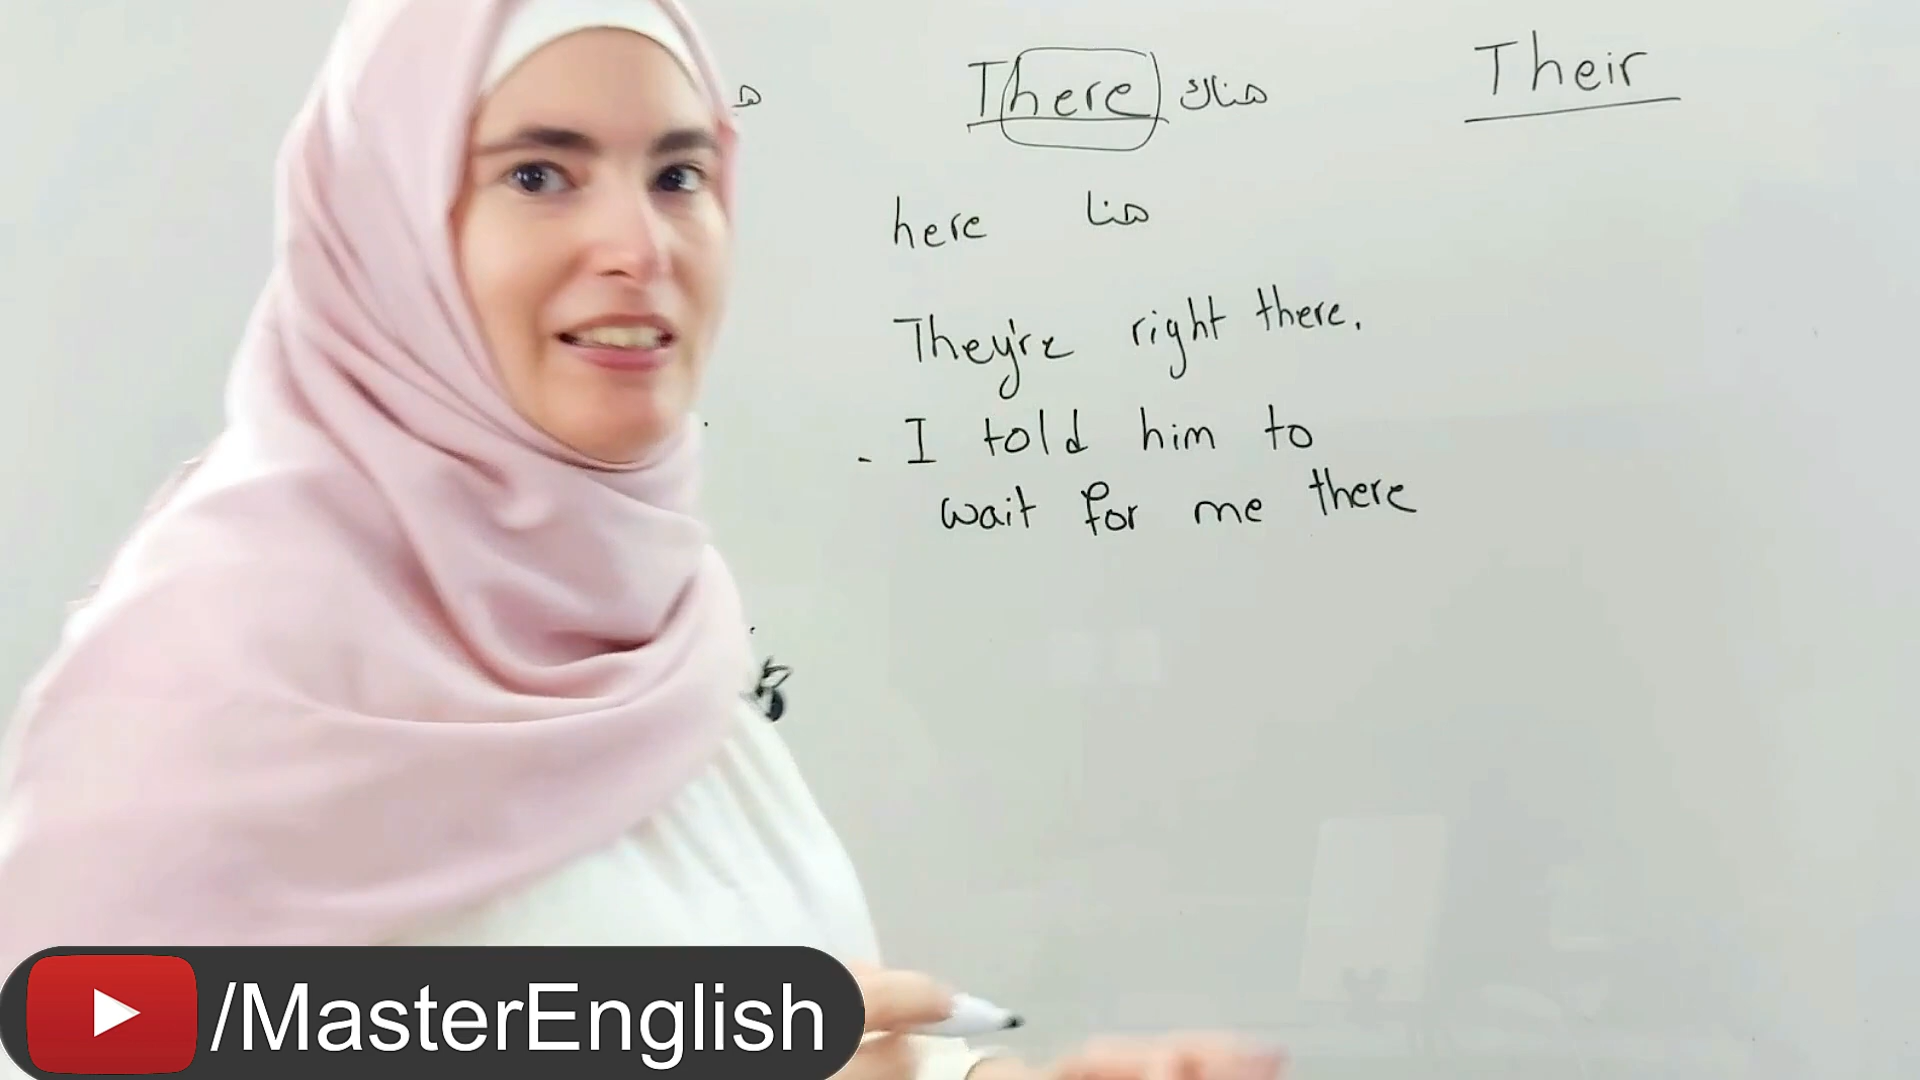 There هناك
Their
here هنا
They're right there.
- I told him to
wait for me there
/MasterEnglish